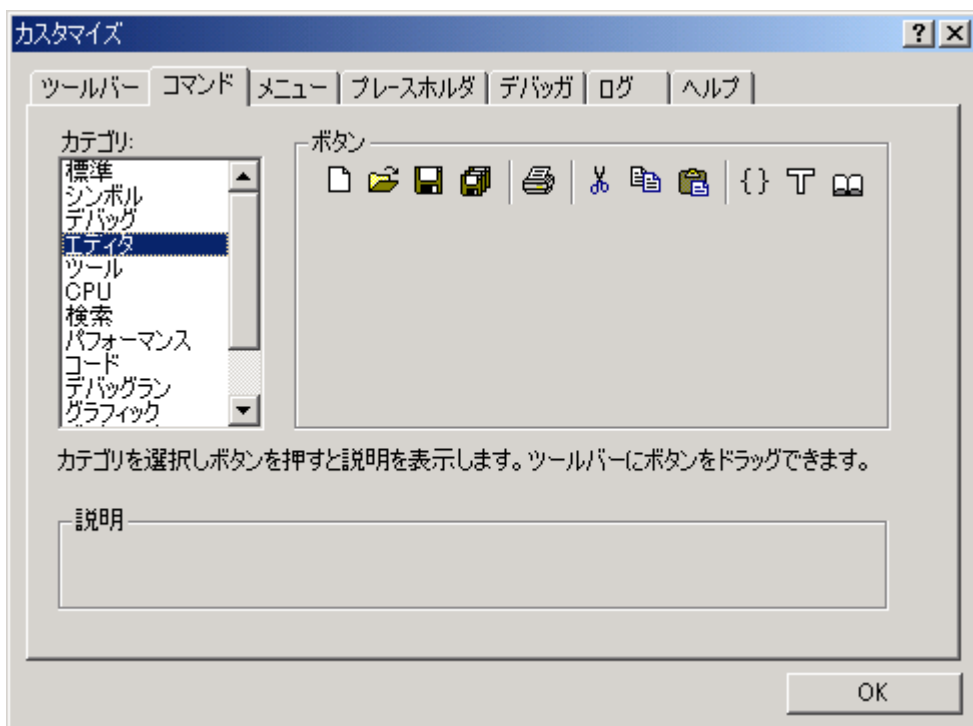 カスタマイズ
ツールバー コマンド メニュー プレースホルダ デバッガ ログ ヘルプ
カテゴリ:
標準
シンボル
デバッグ
エディタ
ツール
CPU
検索
パフォーマンス
コード
デバッグラン
グラフィック
ボタン
カテゴリを選択しボタンを押すと説明を表示します。ツールバーにボタンをドラッグできます。
説明
OK